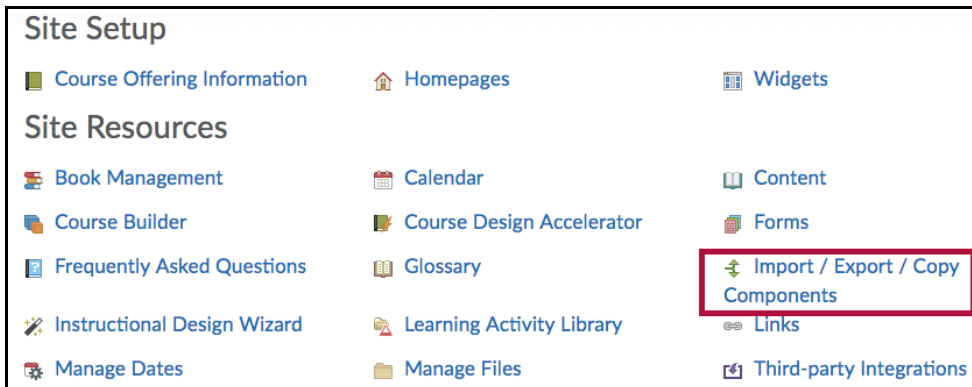 Site Setup
Course Offering Information Homepages Widgets
Site Resources
Book Management Calendar Content
Course Builder Course Design Accelerator Forms
Frequently Asked Questions Glossary Import / Export / Copy
Components
Instructional Design Wizard Learning Activity Library Links
Manage Dates Manage Files Third-party Integrations